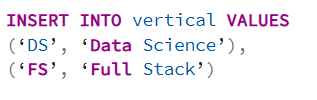 INSERT INTO vertical VALUES
(‘DS’, ‘Data Science’),
(‘FS’, ‘Full Stack’)